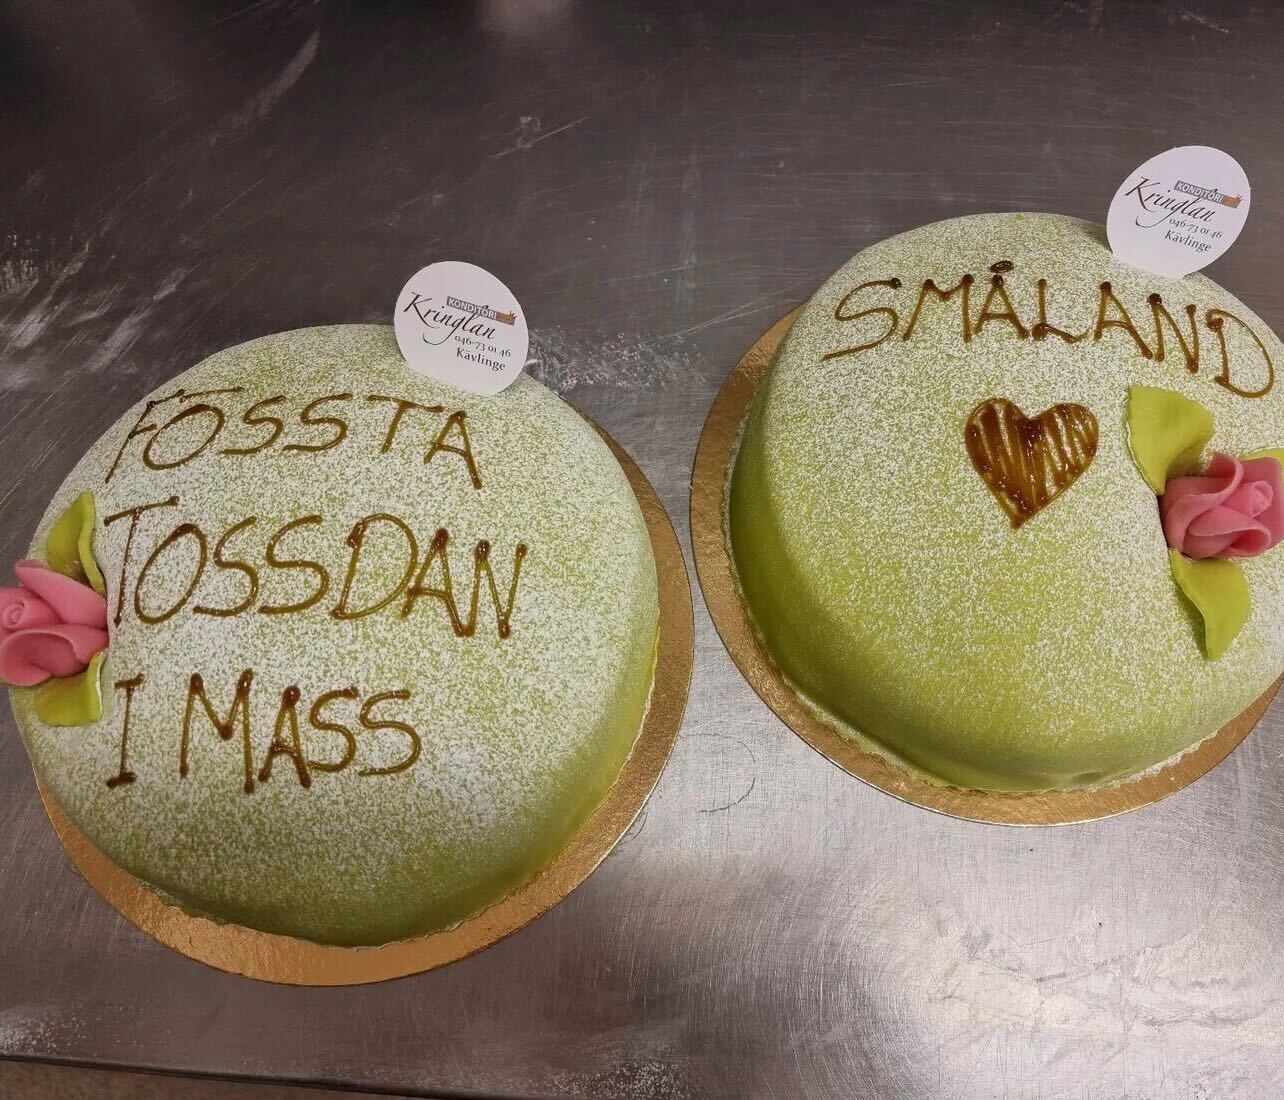 FÖSSTA
TOSSDAN
I MASS
KONDITORI
Kringlan
046-73 01 46
Kävlinge
SMÅLAND
KONDITORI
Kringlan
046-73 01 46
Kävlinge